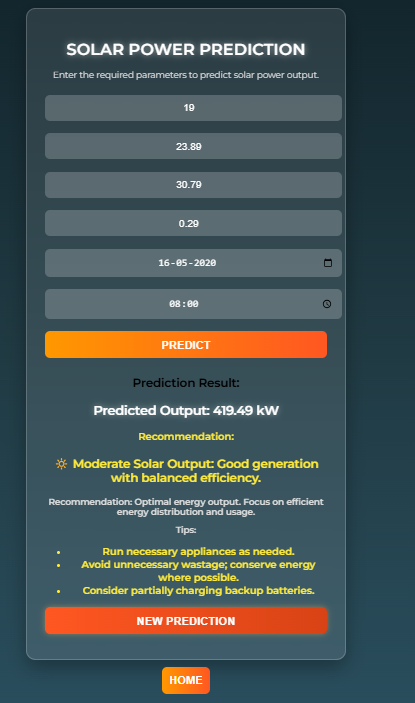 SOLAR POWER PREDICTION
Enter the required parameters to predict solar power output.
19
23.89
30.79
0.29
16-05-2020
08:00
PREDICT
Prediction Result:
Predicted Output: 419.49 kW
Recommendation:
🔆 Moderate Solar Output: Good generation
with balanced efficiency.
Recommendation: Optimal energy output. Focus on efficient
energy distribution and usage.
Tips:
• Run necessary appliances as needed.
• Avoid unnecessary wastage; conserve energy
where possible.
• Consider partially charging backup batteries.
NEW PREDICTION
HOME